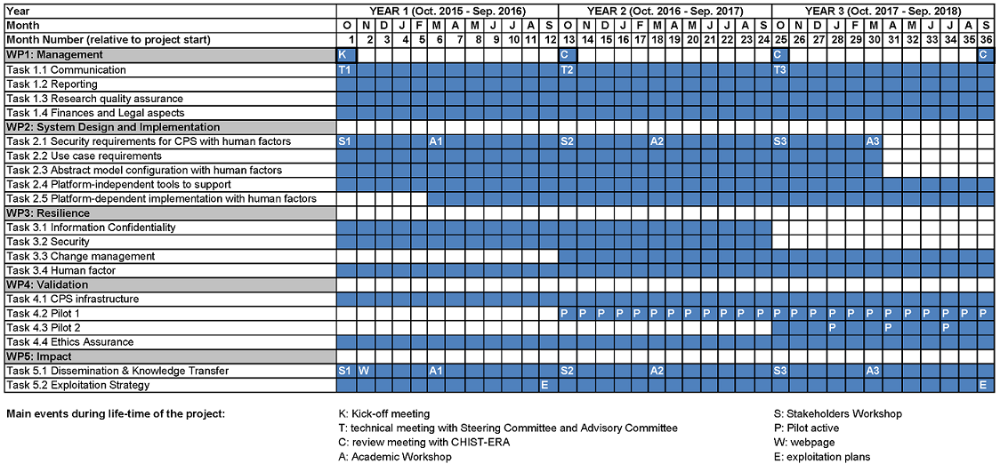 Year YEAR 1 (Oct. 2015 - Sep. 2016) YEAR 2 (Oct. 2016 - Sep. 2017) YEAR 3 (Oct. 2017 - Sep. 2018)
Month O N D J F M A M J J A S O N D J F M A M J J A S O N D J F M A M J J A S
Month Number (relative to project start) 1 2 3 4 5 6 7 8 9 10 11 12 13 14 15 16 17 18 19 20 21 22 23 24 25 26 27 28 29 30 31 32 33 34 35 36
WP1: Management K C C C
Task 1.1 Communication T1 T2 T3
Task 1.2 Reporting
Task 1.3 Research quality assurance
Task 1.4 Finances and Legal aspects
WP2: System Design and Implementation
Task 2.1 Security requirements for CPS with human factors S1 A1 S2 A2 S3 A3
Task 2.2 Use case requirements
Task 2.3 Abstract model configuration with human factors
Task 2.4 Platform-independent tools to support
Task 2.5 Platform-dependent implementation with human factors
WP3: Resilience
Task 3.1 Information Confidentiality
Task 3.2 Security
Task 3.3 Change management
Task 3.4 Human factor
WP4: Validation
Task 4.1 CPS infrastructure
Task 4.2 Pilot 1 P P P P P P P P P P P P P P P P P P P P P P P P
Task 4.3 Pilot 2 P P P
Task 4.4 Ethics Assurance
WP5: Impact
Task 5.1 Dissemination & Knowledge Transfer S1 W A1 S2 A2 S3 A3
Task 5.2 Exploitation Strategy E E
Main events during life-time of the project: K: Kick-off meeting S: Stakeholders Workshop
T: technical meeting with Steering Committee and Advisory Committee P: Pilot active
C: review meeting with CHIST-ERA W: webpage
A: Academic Workshop E: exploitation plans